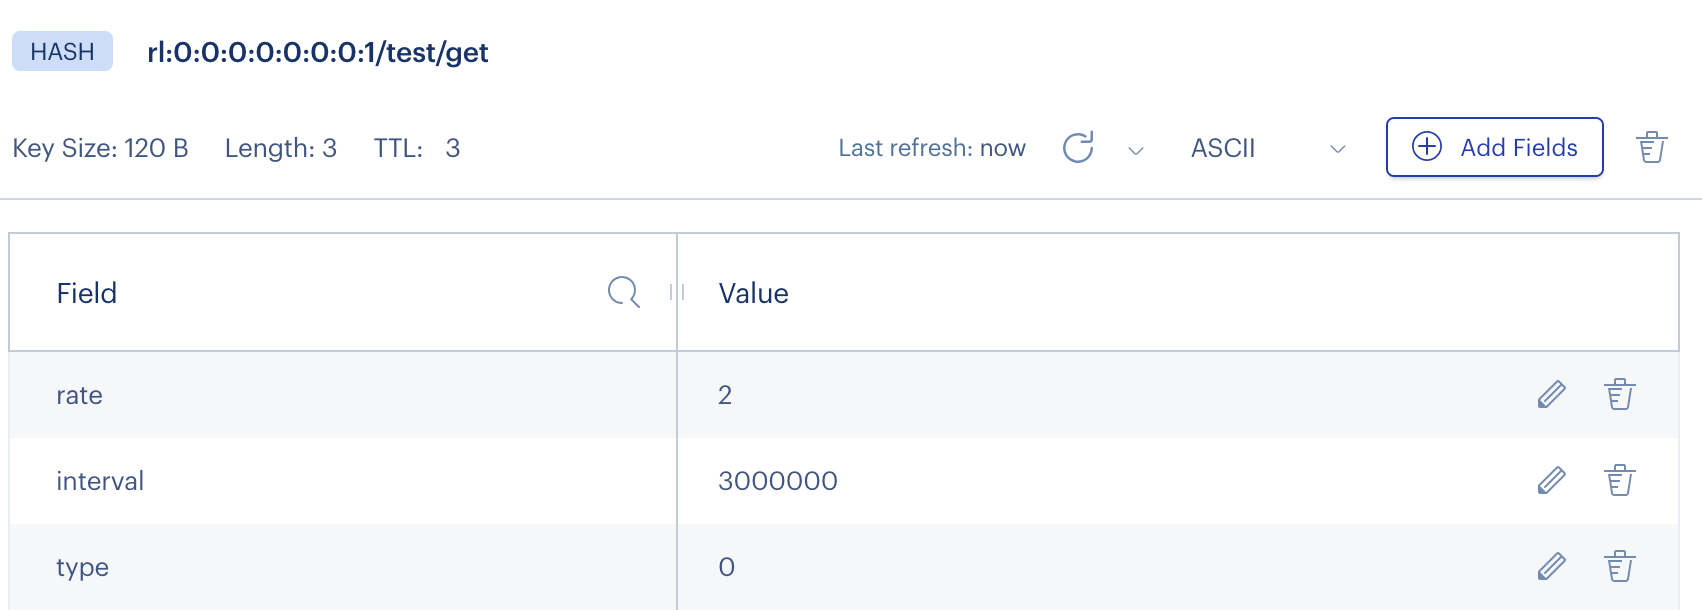 HASH rl:0:0:0:0:0:0:0:1/test/get
Key Size: 120 B Length: 3 TTL: 3 Last refresh: now ASCII Add Fields
Field Value
rate 2
interval 3000000
type 0